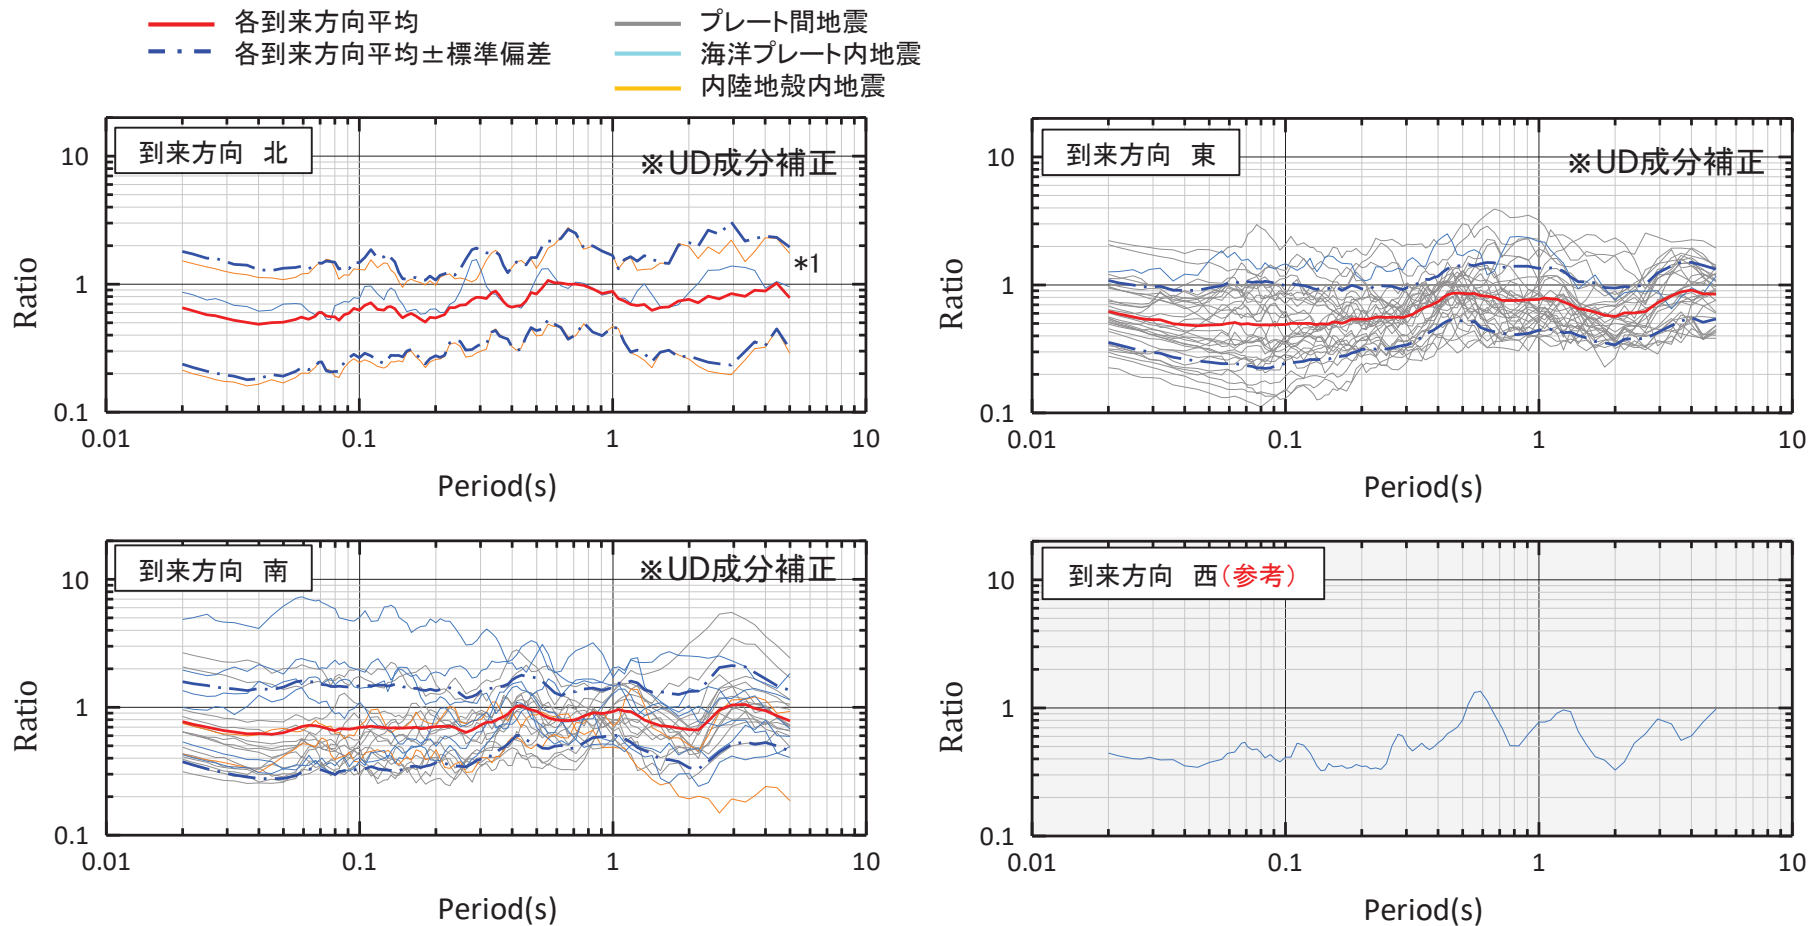 各到来方向平均
各到来方向平均±標準偏差
プレート間地震
海洋プレート内地震
内陸地殻内地震
到来方向 北
※UD成分補正
*1
10
1
0.1
0.01
0.1
1
10
Ratio
Period(s)
到来方向 東
※UD成分補正
10
1
0.1
0.01
0.1
1
10
Ratio
Period(s)
到来方向 南
※UD成分補正
10
1
0.1
0.01
0.1
1
10
Ratio
Period(s)
到来方向 西(参考)
10
1
0.1
0.01
0.1
1
10
Ratio
Period(s)